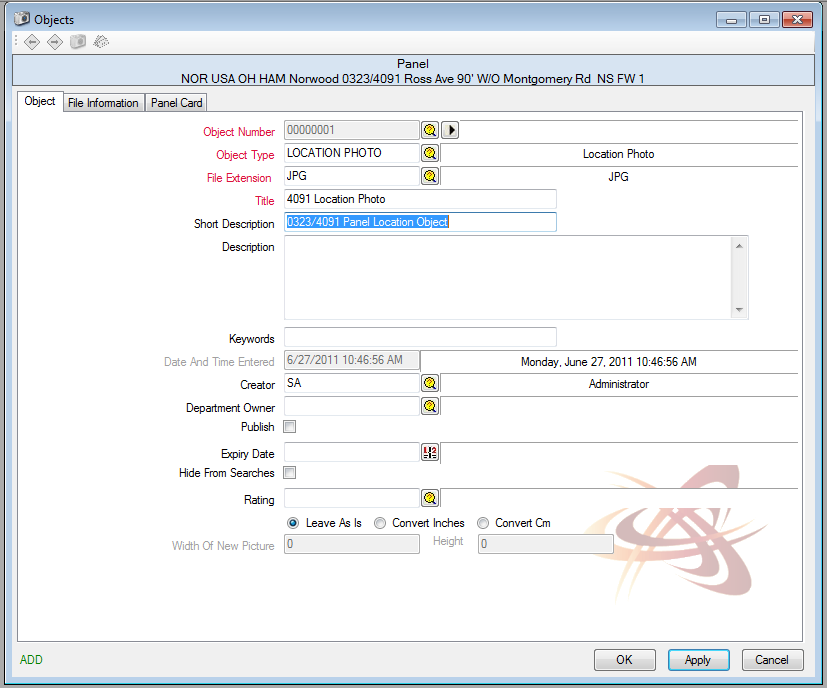 Objects
Panel
NOR USA OH HAM Norwood 0323/4091 Ross Ave 90' W/O Montgomery Rd  NS FW 1
Object File Information Panel Card
Object Number 00000001
Object Type LOCATION PHOTO Location Photo
File Extension JPG JPG
Title 4091 Location Photo
Short Description 0323/4091 Panel Location Object
Description
Keywords
Date And Time Entered 6/27/2011 10:46:56 AM Monday, June 27, 2011 10:46:56 AM
Creator SA Administrator
Department Owner
Publish
Expiry Date
Hide From Searches
Rating
Leave As Is Convert Inches Convert Cm
Width Of New Picture 0 Height 0
ADD OK Apply Cancel